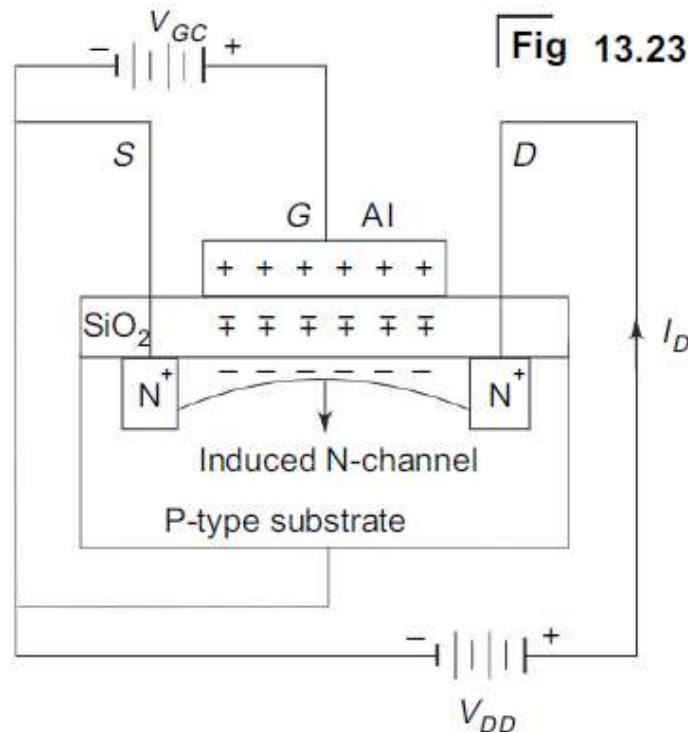 V_GC
− +
Fig 13.23
S
D
G Al
+ + + + + +
SiO₂
∓ ∓ ∓ ∓ ∓ ∓
I_D
− − − − − −
N⁺ N⁺
Induced N-channel
P-type substrate
− +
V_DD